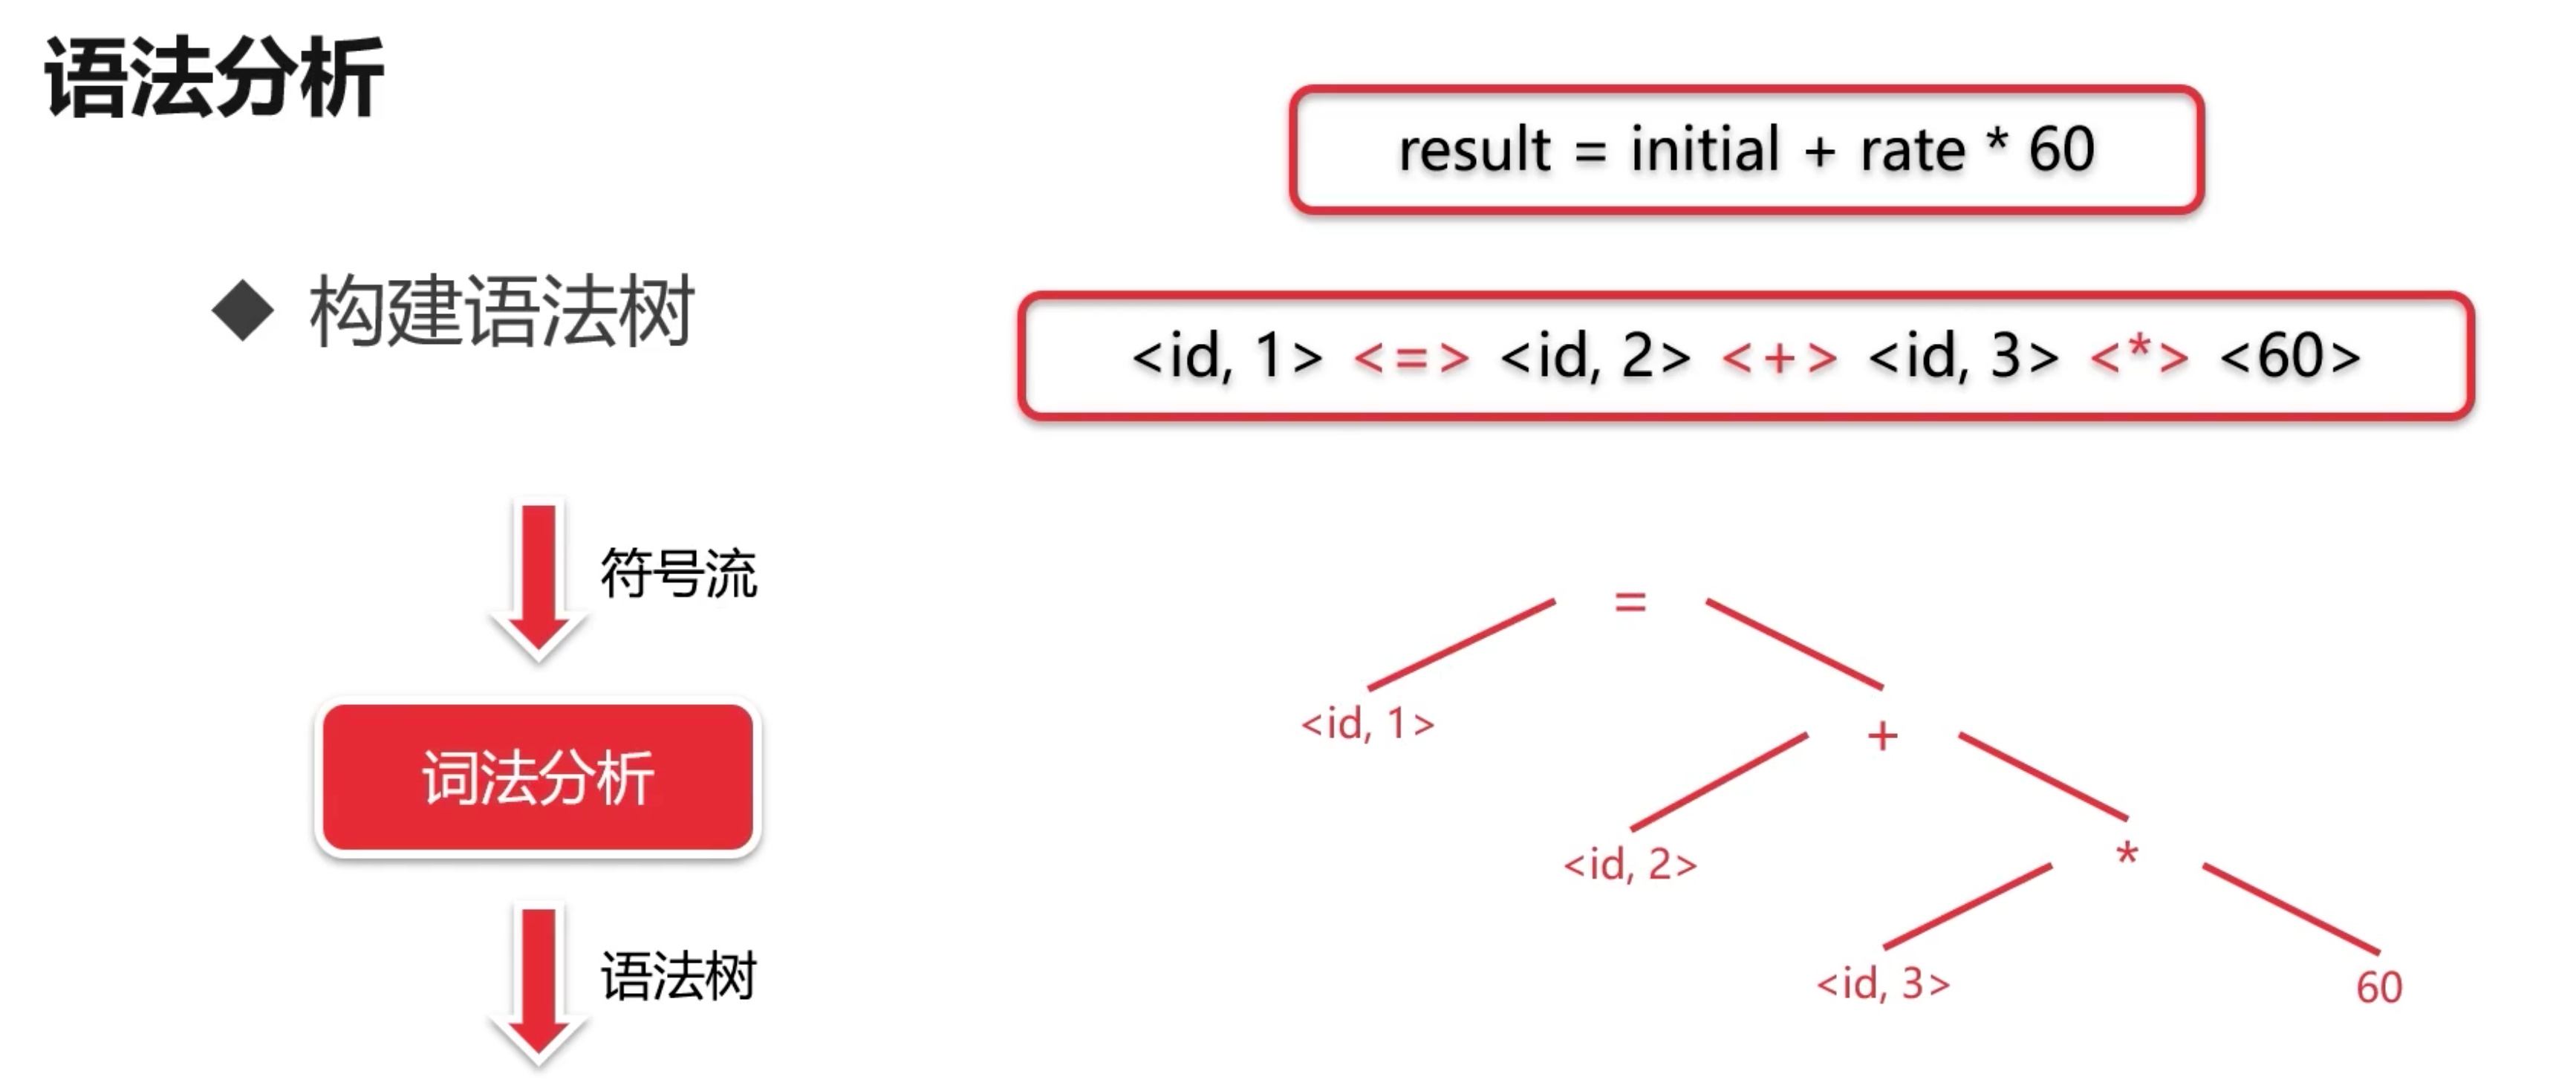 语法分析
result = initial + rate * 60
◆ 构建语法树
<id, 1> <=> <id, 2> <+> <id, 3> <*> <60>
符号流
词法分析
语法树
=
<id, 1>
+
<id, 2>
*
<id, 3>
60